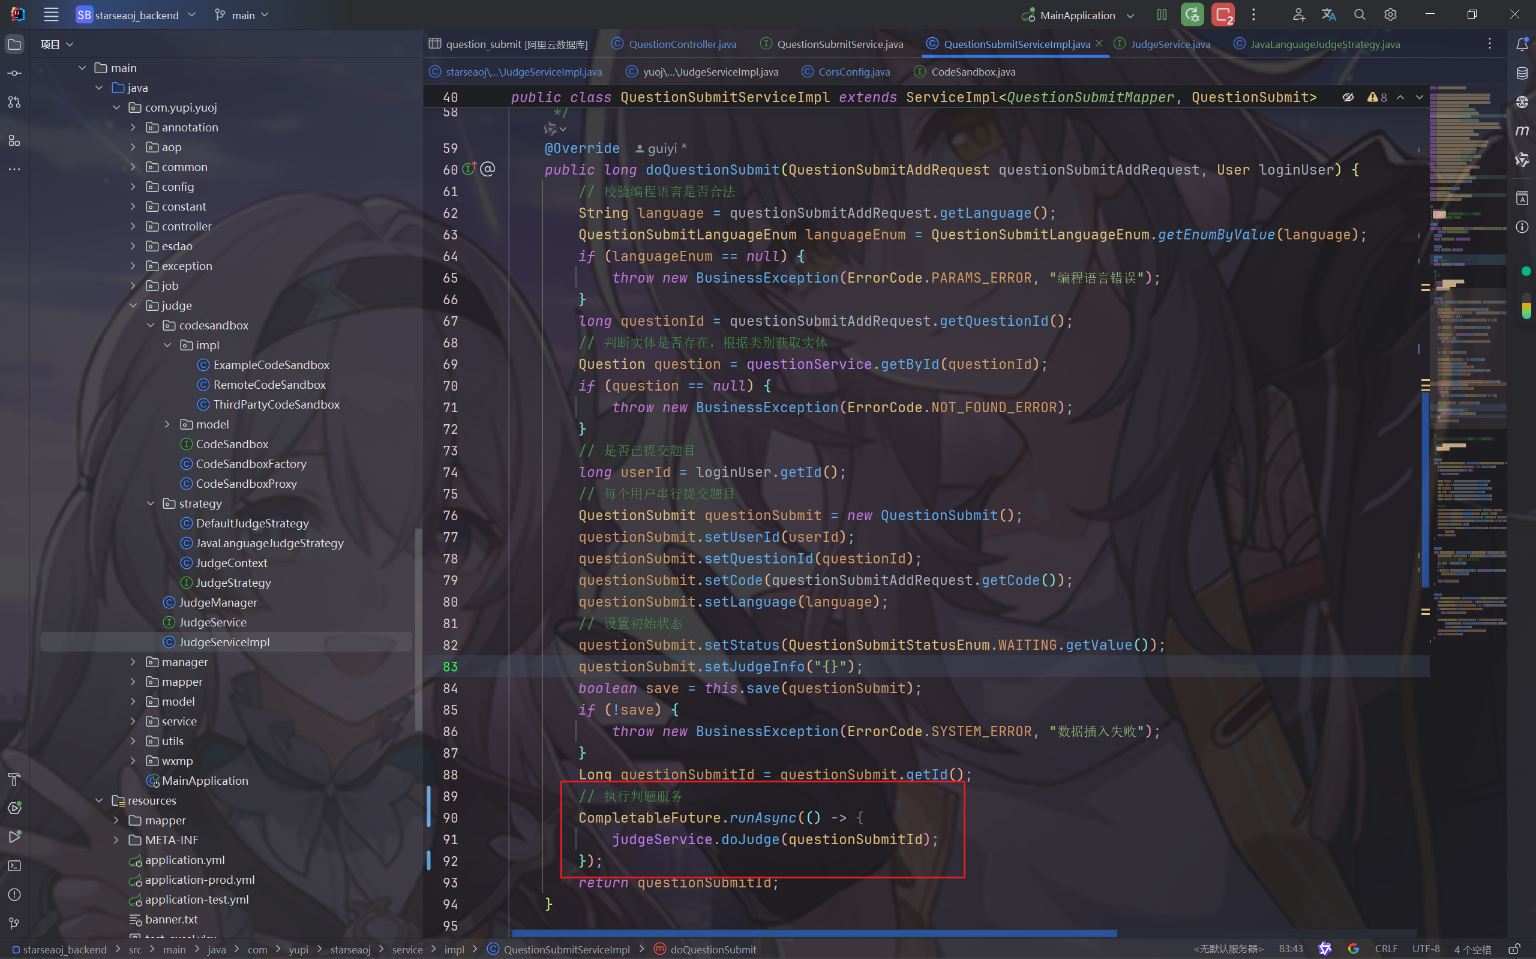 SB starseaoj_backend main MainApplication 2
项目
question_submit [阿里云数据库] QuestionController.java QuestionSubmitService.java QuestionSubmitServiceImpl.java JudgeService.java JavaLanguageJudgeStrategy.java
starseaoj\...\JudgeServiceImpl.java yuoj\...\JudgeServiceImpl.java CorsConfig.java CodeSandbox.java
main
java
com.yupi.yuoj
annotation
aop
common
config
constant
controller
esdao
exception
job
judge
codesandbox
impl
ExampleCodeSandbox
RemoteCodeSandbox
ThirdPartyCodeSandbox
model
CodeSandbox
CodeSandboxFactory
CodeSandboxProxy
strategy
DefaultJudgeStrategy
JavaLanguageJudgeStrategy
JudgeContext
JudgeStrategy
JudgeManager
JudgeService
JudgeServiceImpl
manager
mapper
model
service
utils
wxmp
MainApplication
resources
mapper
META-INF
application.yml
application-prod.yml
application-test.yml
banner.txt
40 public class QuestionSubmitServiceImpl extends ServiceImpl<QuestionSubmitMapper, QuestionSubmit> 8
58 */
59 @Override guiyi *
60 public long doQuestionSubmit(QuestionSubmitAddRequest questionSubmitAddRequest, User loginUser) {
61 // 校验编程语言是否合法
62 String language = questionSubmitAddRequest.getLanguage();
63 QuestionSubmitLanguageEnum languageEnum = QuestionSubmitLanguageEnum.getEnumByValue(language);
64 if (languageEnum == null) {
65 throw new BusinessException(ErrorCode.PARAMS_ERROR, "编程语言错误");
66 }
67 long questionId = questionSubmitAddRequest.getQuestionId();
68 // 判断实体是否存在，根据类别获取实体
69 Question question = questionService.getById(questionId);
70 if (question == null) {
71 throw new BusinessException(ErrorCode.NOT_FOUND_ERROR);
72 }
73 // 是否已提交题目
74 long userId = loginUser.getId();
75 // 每个用户串行提交题目
76 QuestionSubmit questionSubmit = new QuestionSubmit();
77 questionSubmit.setUserId(userId);
78 questionSubmit.setQuestionId(questionId);
79 questionSubmit.setCode(questionSubmitAddRequest.getCode());
80 questionSubmit.setLanguage(language);
81 // 设置初始状态
82 questionSubmit.setStatus(QuestionSubmitStatusEnum.WAITING.getValue());
83 questionSubmit.setJudgeInfo("{}");
84 boolean save = this.save(questionSubmit);
85 if (!save) {
86 throw new BusinessException(ErrorCode.SYSTEM_ERROR, "数据插入失败");
87 }
88 Long questionSubmitId = questionSubmit.getId();
89 // 执行判题服务
90 CompletableFuture.runAsync(() -> {
91 judgeService.doJudge(questionSubmitId);
92 });
93 return questionSubmitId;
94 }
95
starseaoj_backend > src > main > java > com > yupi > starseaoj > service > impl > QuestionSubmitServiceImpl > doQuestionSubmit <无默认服务器> 83:43 CRLF UTF-8 4 个空格